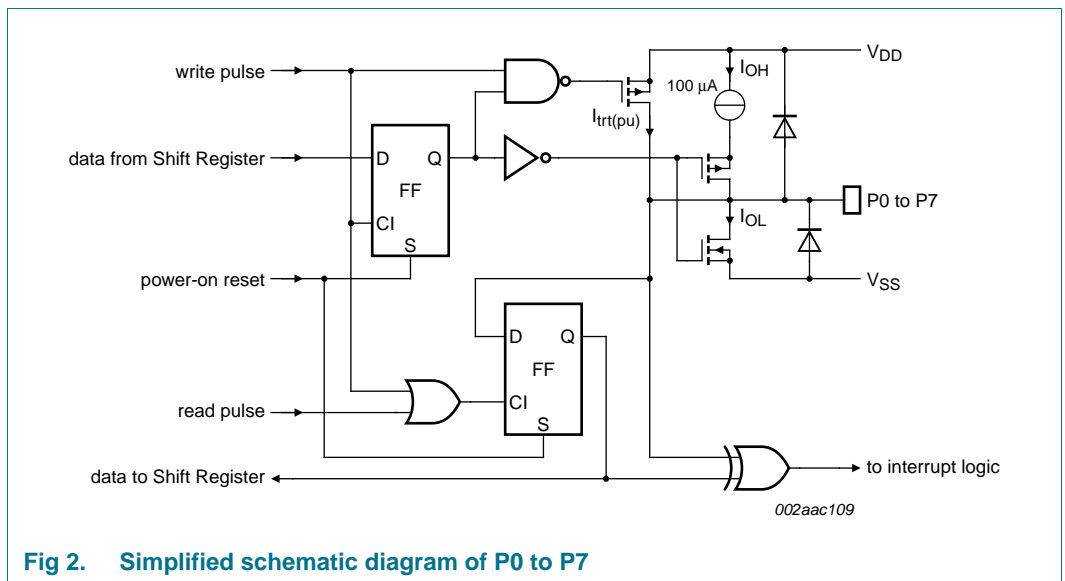 write pulse
V_DD
I_OH
100 μA
I_trt(pu)
data from Shift Register
D
Q
FF
CI
S
P0 to P7
I_OL
power-on reset
V_SS
D
Q
FF
CI
S
read pulse
data to Shift Register
to interrupt logic
002aac109
Fig 2. Simplified schematic diagram of P0 to P7